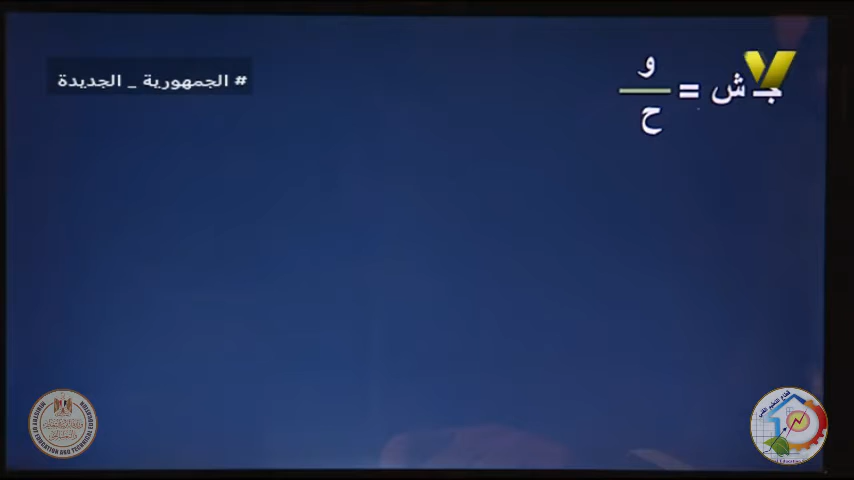 # الجمهورية _ الجديدة
جـ ش = و / ح